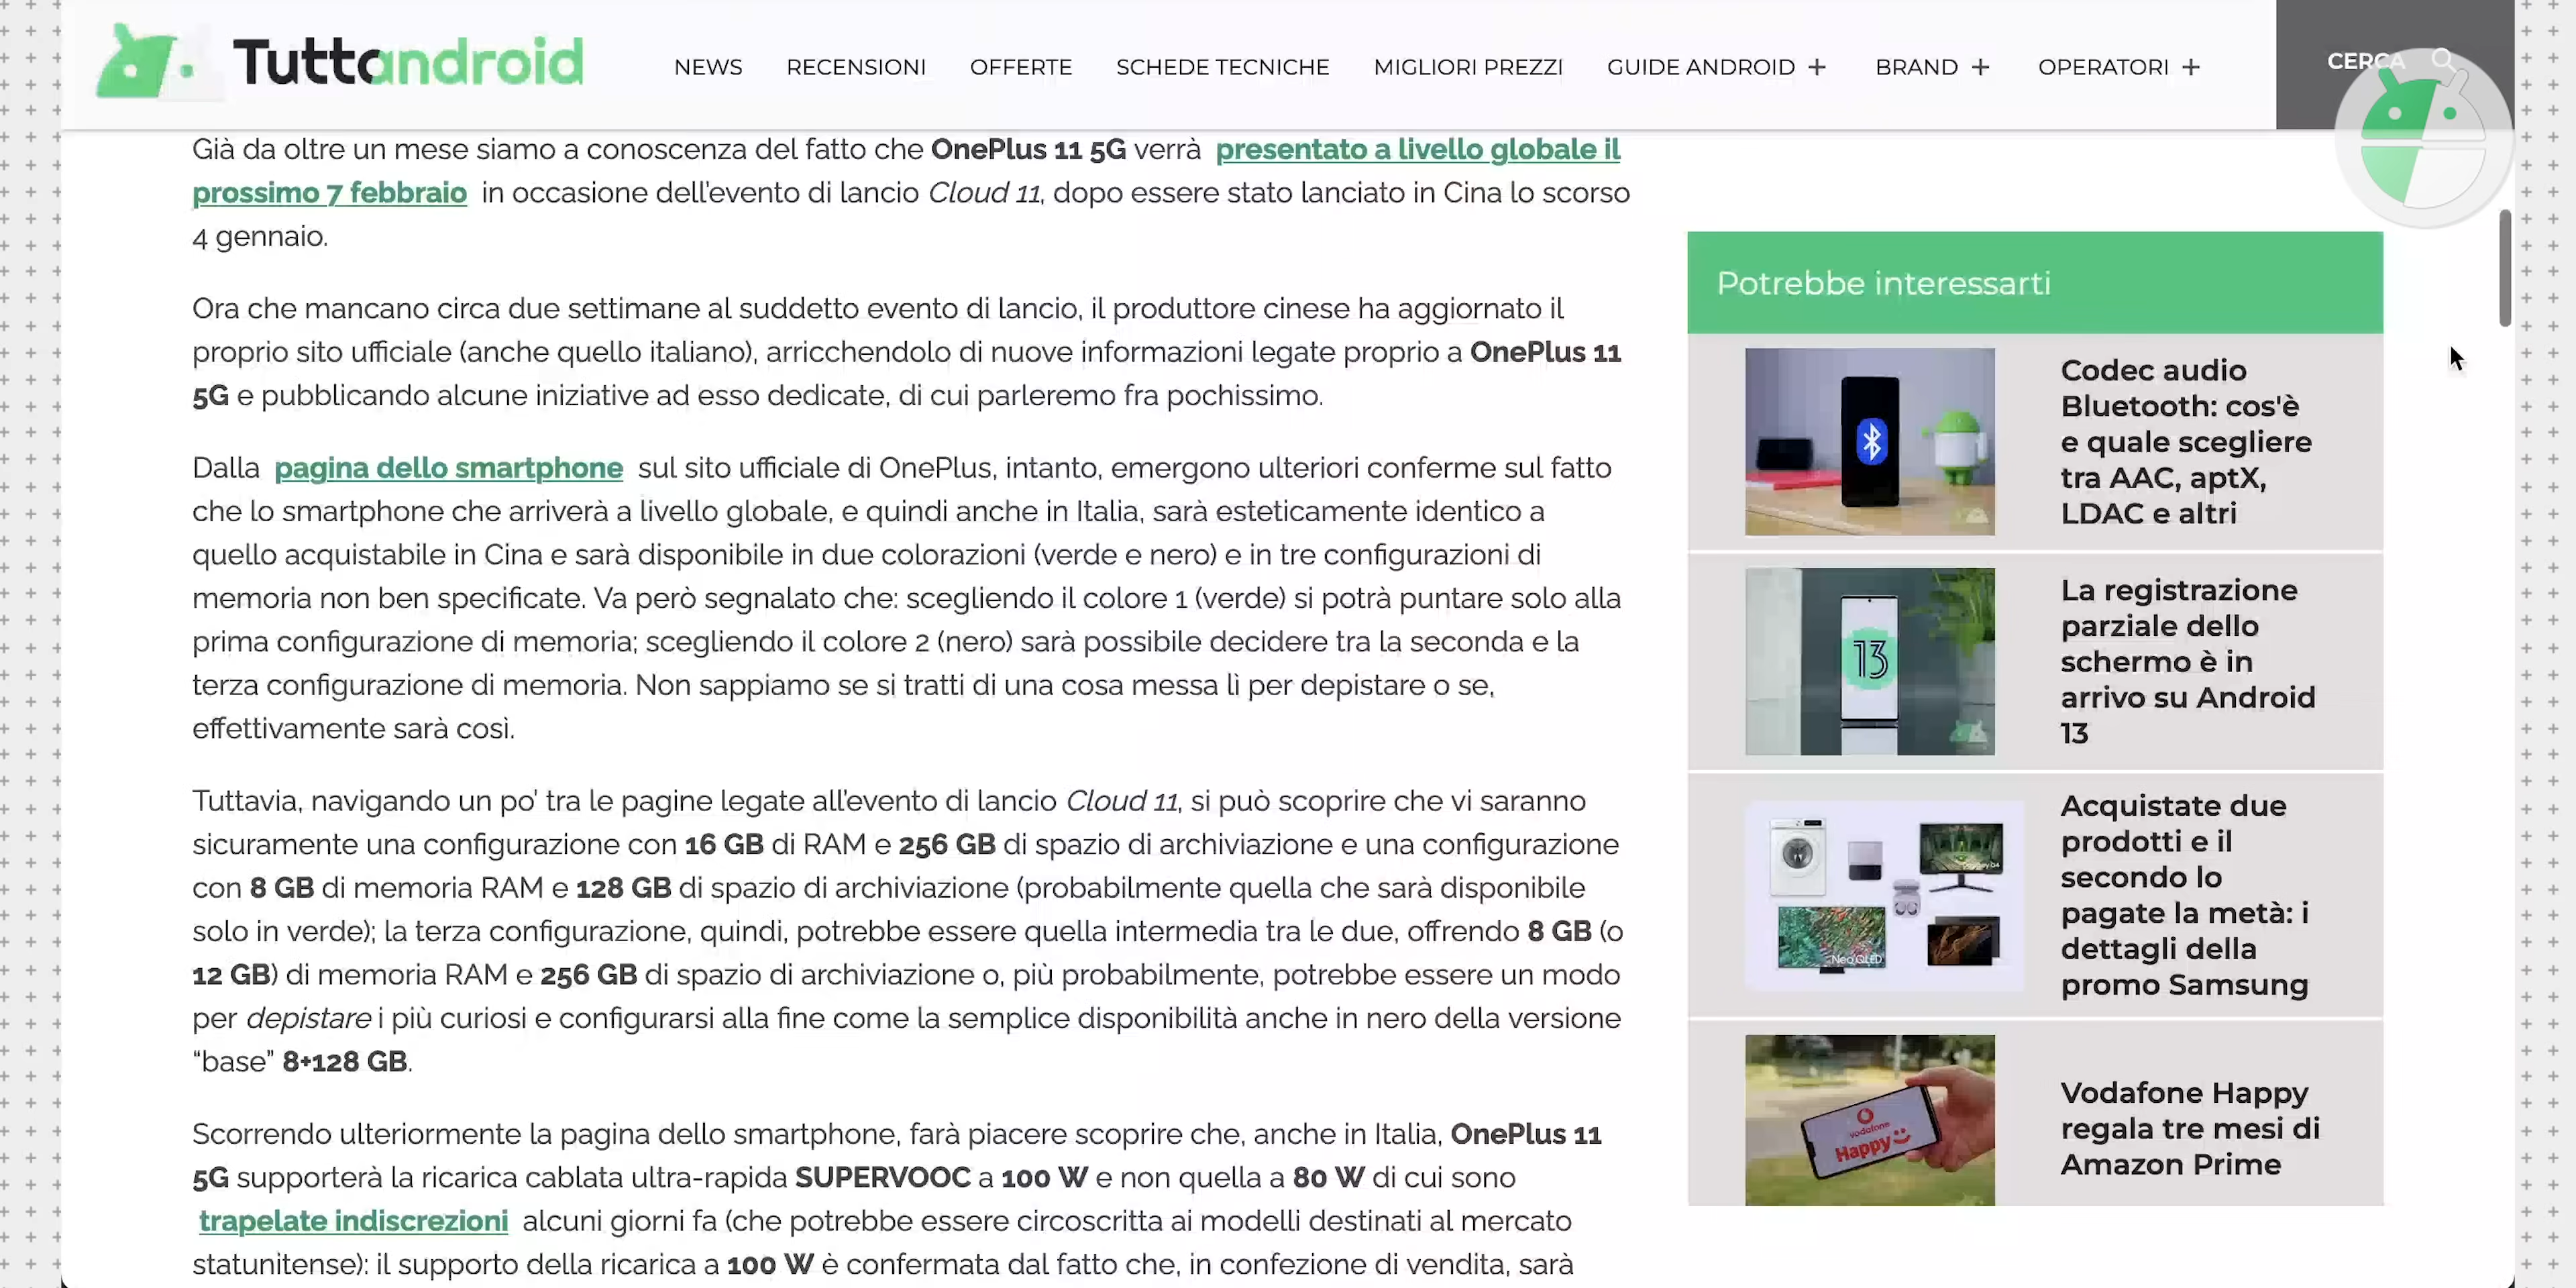 Tuttoandroid
NEWS RECENSIONI OFFERTE SCHEDE TECNICHE MIGLIORI PREZZI GUIDE ANDROID + BRAND + OPERATORI + CERCA
Già da oltre un mese siamo a conoscenza del fatto che OnePlus 11 5G verrà presentato a livello globale il
prossimo 7 febbraio in occasione dell'evento di lancio Cloud 11, dopo essere stato lanciato in Cina lo scorso
4 gennaio.
Ora che mancano circa due settimane al suddetto evento di lancio, il produttore cinese ha aggiornato il
proprio sito ufficiale (anche quello italiano), arricchendolo di nuove informazioni legate proprio a OnePlus 11
5G e pubblicando alcune iniziative ad esso dedicate, di cui parleremo fra pochissimo.
Dalla pagina dello smartphone sul sito ufficiale di OnePlus, intanto, emergono ulteriori conferme sul fatto
che lo smartphone che arriverà a livello globale, e quindi anche in Italia, sarà esteticamente identico a
quello acquistabile in Cina e sarà disponibile in due colorazioni (verde e nero) e in tre configurazioni di
memoria non ben specificate. Va però segnalato che: scegliendo il colore 1 (verde) si potrà puntare solo alla
prima configurazione di memoria; scegliendo il colore 2 (nero) sarà possibile decidere tra la seconda e la
terza configurazione di memoria. Non sappiamo se si tratti di una cosa messa lì per depistare o se,
effettivamente sarà così.
Tuttavia, navigando un po' tra le pagine legate all'evento di lancio Cloud 11, si può scoprire che vi saranno
sicuramente una configurazione con 16 GB di RAM e 256 GB di spazio di archiviazione e una configurazione
con 8 GB di memoria RAM e 128 GB di spazio di archiviazione (probabilmente quella che sarà disponibile
solo in verde); la terza configurazione, quindi, potrebbe essere quella intermedia tra le due, offrendo 8 GB (o
12 GB) di memoria RAM e 256 GB di spazio di archiviazione o, più probabilmente, potrebbe essere un modo
per depistare i più curiosi e configurarsi alla fine come la semplice disponibilità anche in nero della versione
“base” 8+128 GB.
Scorrendo ulteriormente la pagina dello smartphone, farà piacere scoprire che, anche in Italia, OnePlus 11
5G supporterà la ricarica cablata ultra-rapida SUPERVOOC a 100 W e non quella a 80 W di cui sono
trapelate indiscrezioni alcuni giorni fa (che potrebbe essere circoscritta ai modelli destinati al mercato
statunitense): il supporto della ricarica a 100 W è confermata dal fatto che, in confezione di vendita, sarà
Potrebbe interessarti
Codec audio
Bluetooth: cos'è
e quale scegliere
tra AAC, aptX,
LDAC e altri
13
La registrazione
parziale dello
schermo è in
arrivo su Android
13
Neo QLED
Acquistate due
prodotti e il
secondo lo
pagate la metà: i
dettagli della
promo Samsung
vodafone
Happy
Vodafone Happy
regala tre mesi di
Amazon Prime